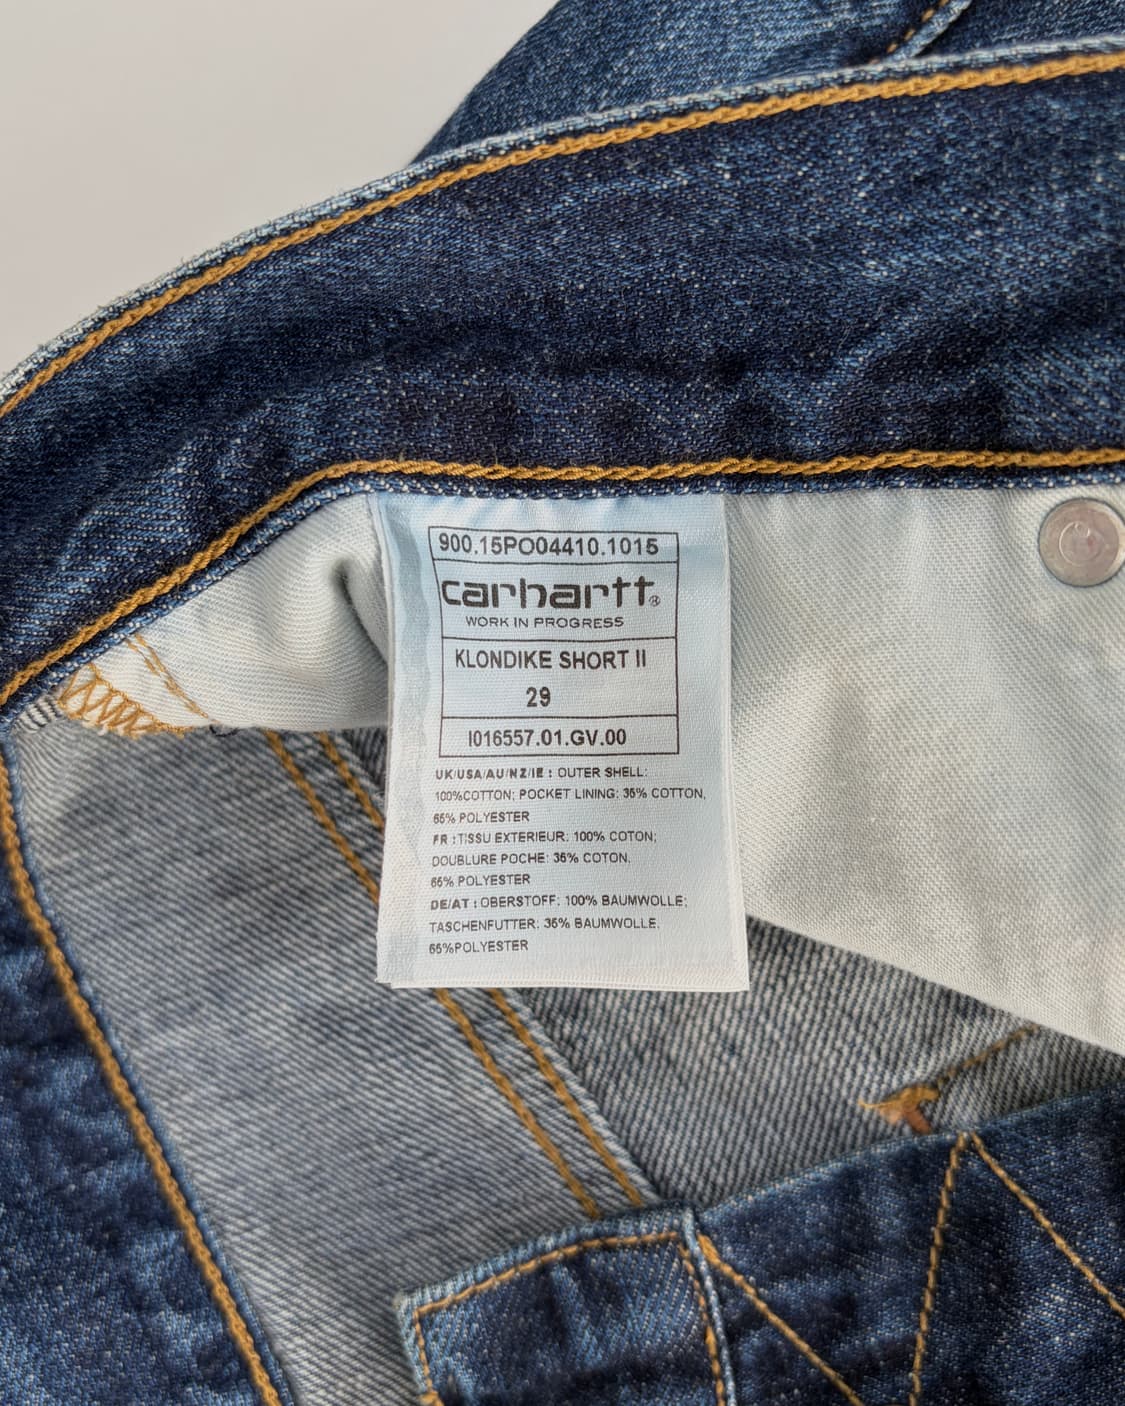 900.15PO04410.1015
carhartt®
WORK IN PROGRESS
KLONDIKE SHORT II
29
I016557.01.GV.00
UK/USA/AU/NZ/IE : OUTER SHELL:
100%COTTON; POCKET LINING: 35% COTTON,
65% POLYESTER
FR :TISSU EXTERIEUR: 100% COTON;
DOUBLURE POCHE: 35% COTON,
65% POLYESTER
DE/AT : OBERSTOFF: 100% BAUMWOLLE;
TASCHENFUTTER: 35% BAUMWOLLE,
65%POLYESTER